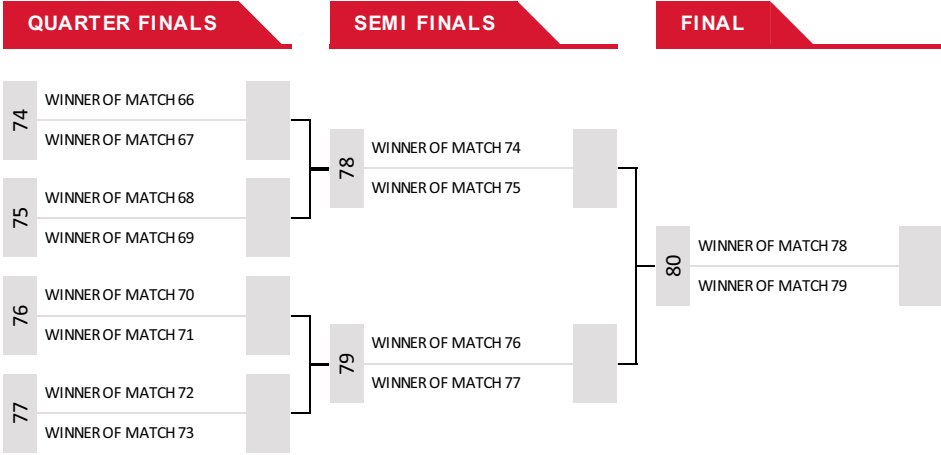 QUARTER FINALS
SEMI FINALS
FINAL
74
WINNER OF MATCH 66
WINNER OF MATCH 67
75
WINNER OF MATCH 68
WINNER OF MATCH 69
76
WINNER OF MATCH 70
WINNER OF MATCH 71
77
WINNER OF MATCH 72
WINNER OF MATCH 73
78
WINNER OF MATCH 74
WINNER OF MATCH 75
79
WINNER OF MATCH 76
WINNER OF MATCH 77
80
WINNER OF MATCH 78
WINNER OF MATCH 79